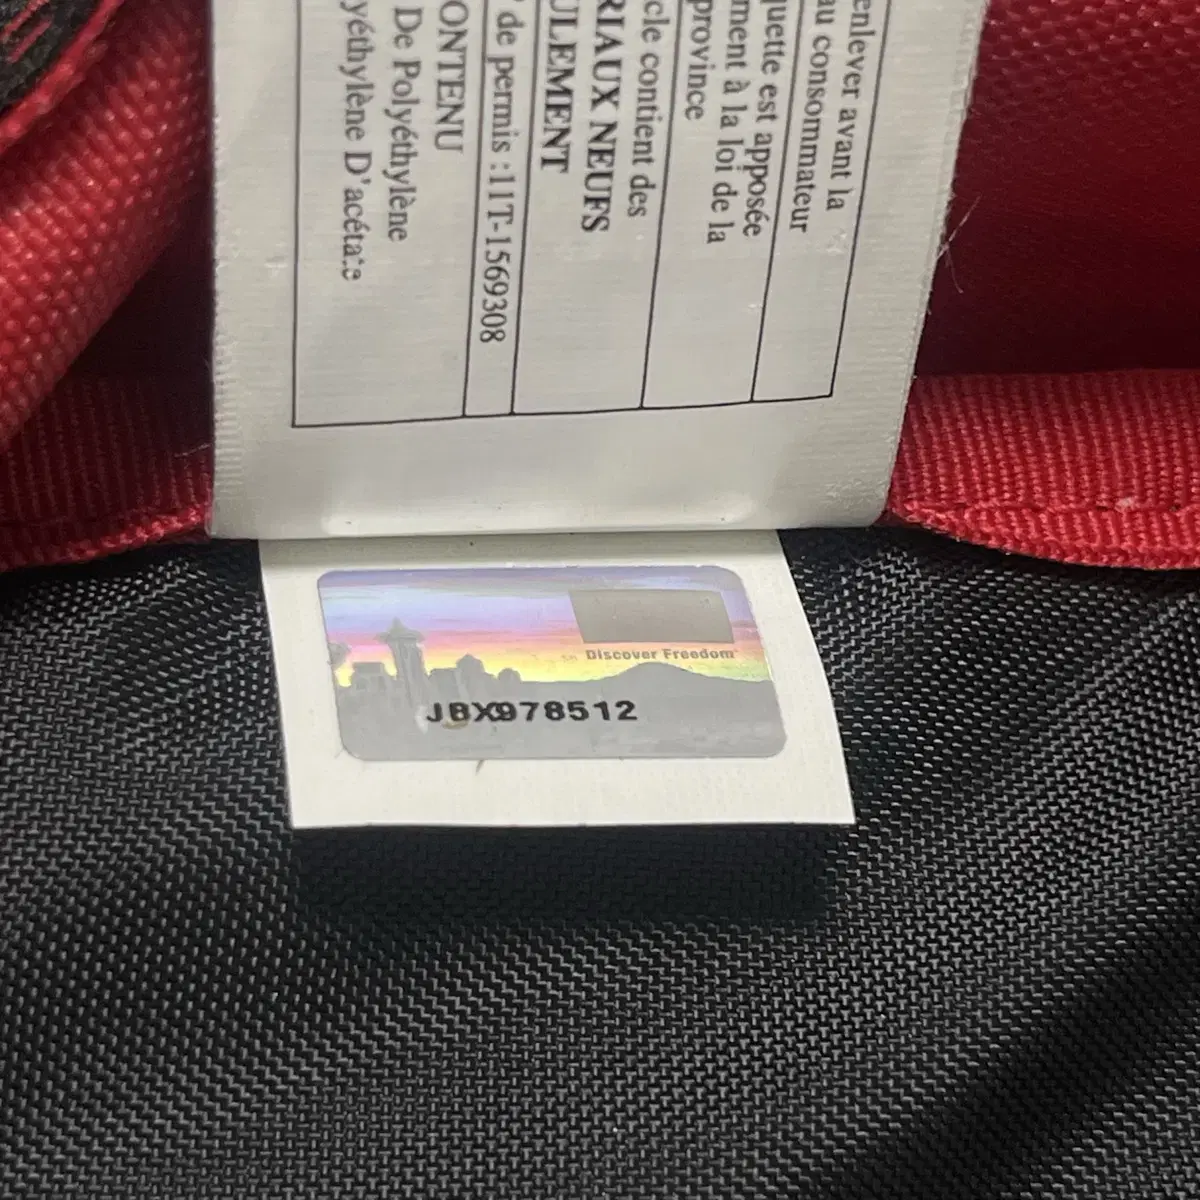 enlever avant la
au consommateur
quette est apposée
ment à la loi de la
province
cle contient des
RIAUX NEUFS
ULEMENT
de permis :11T-1569308
ONTENU
De Polyéthylène
yéthylène D'acétate
Discover Freedom
JBX978512